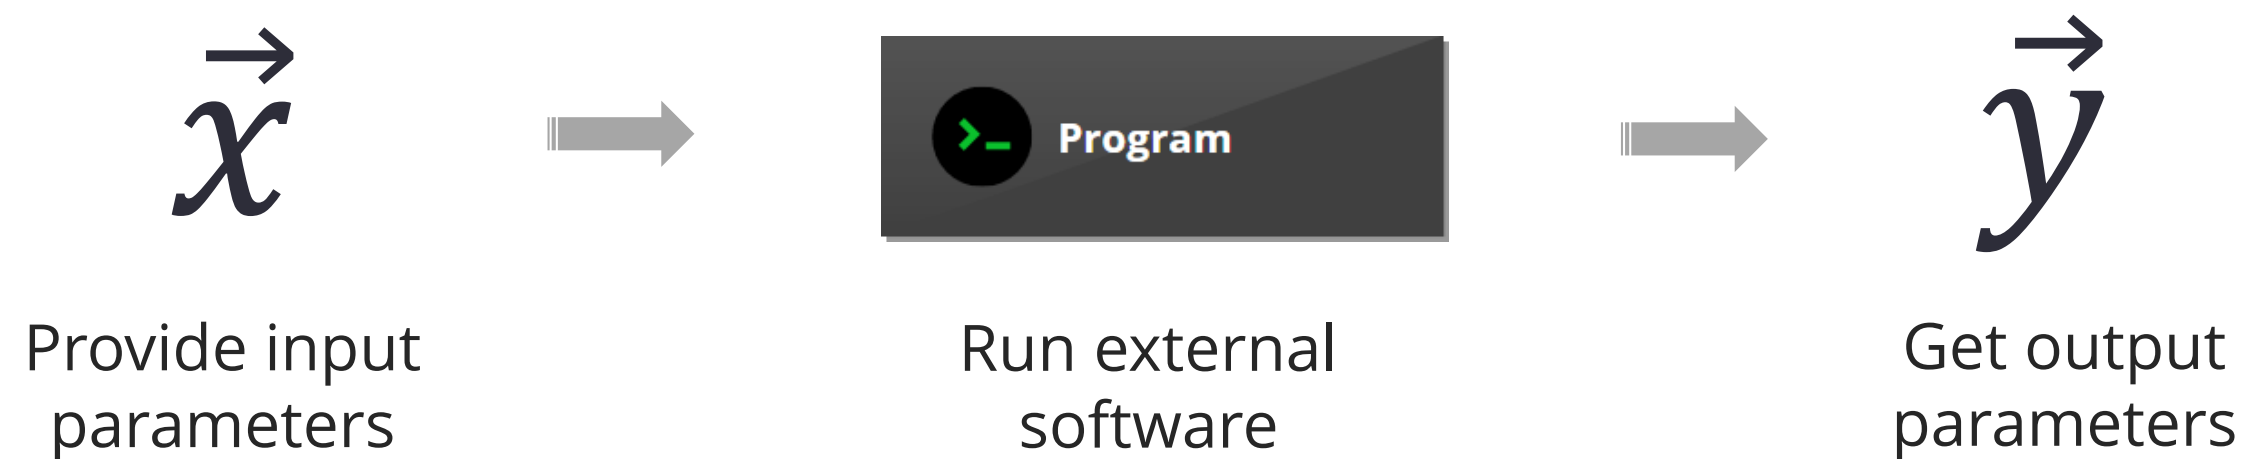 x⃗
Program
y⃗
Provide input
parameters
Run external
software
Get output
parameters